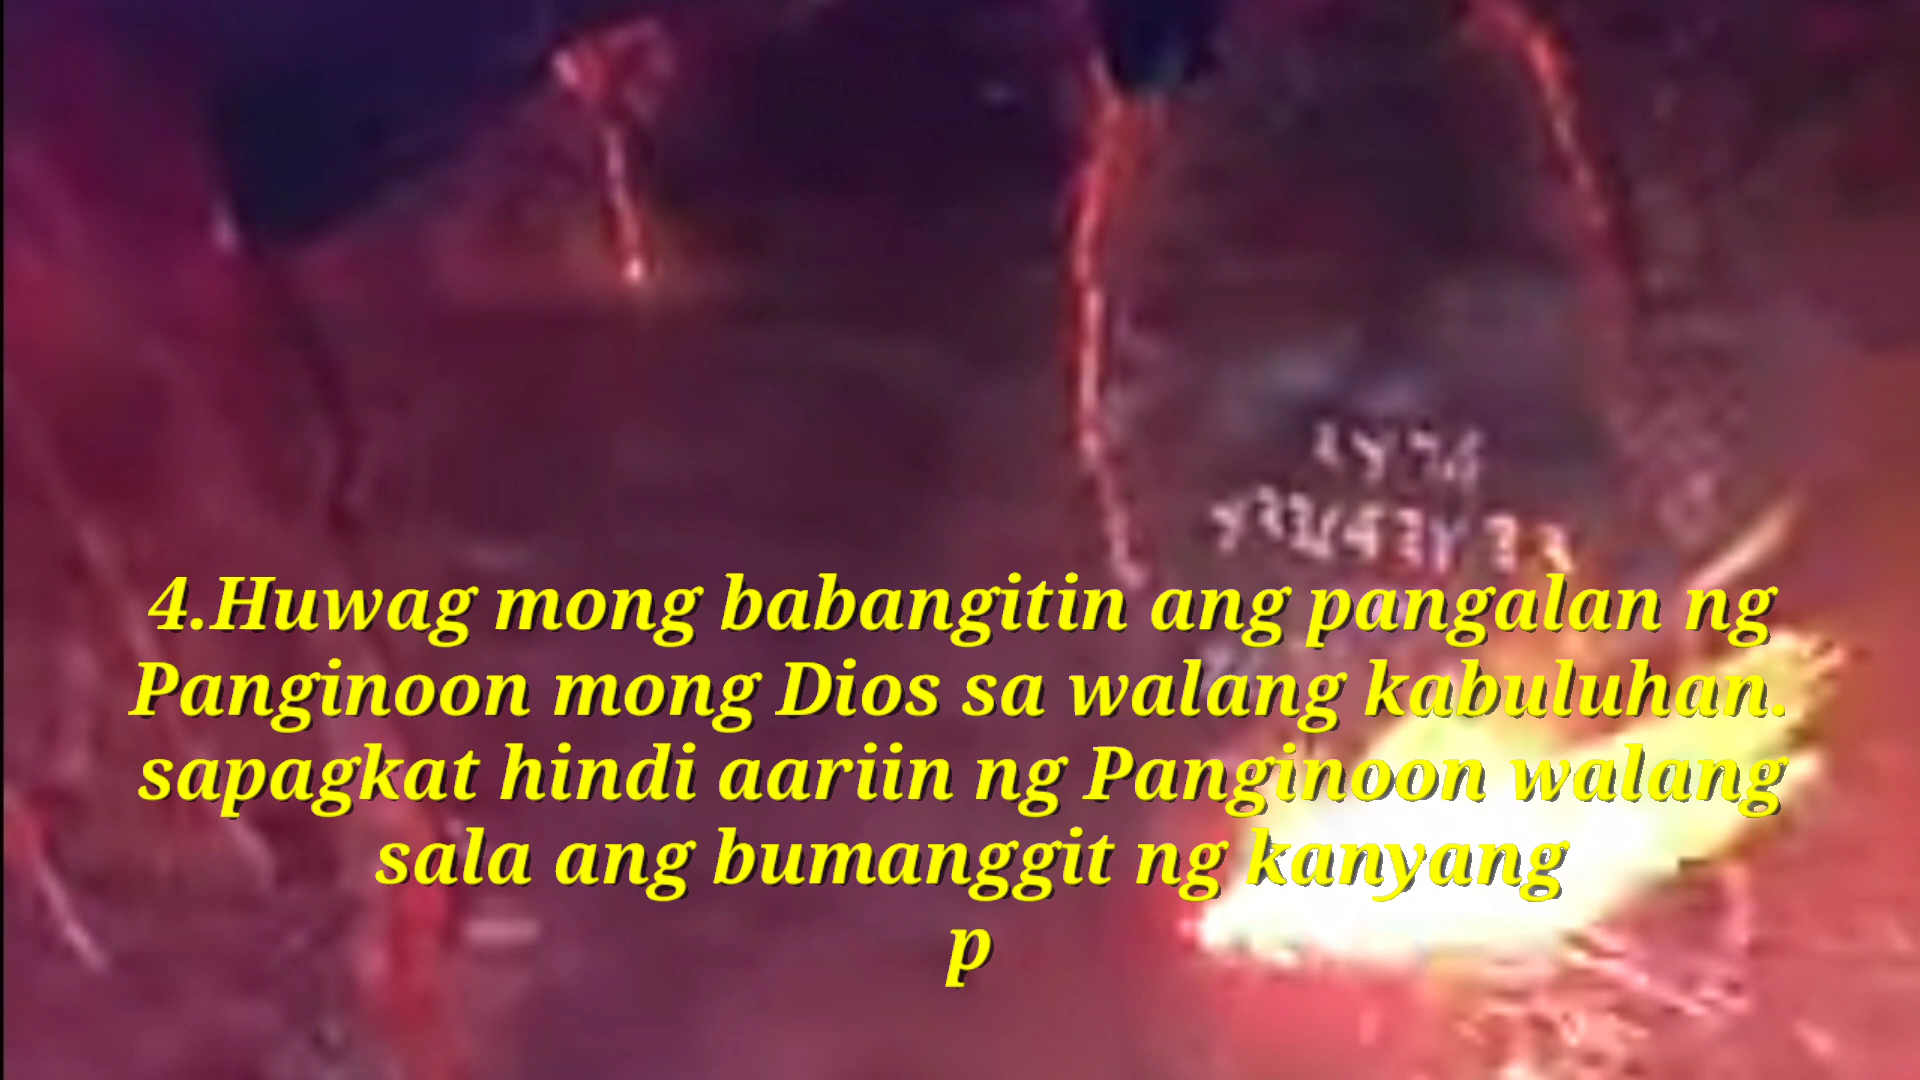 4.Huwag mong babangitin ang pangalan ng
Panginoon mong Dios sa walang kabuluhan.
sapagkat hindi aariin ng Panginoon walang
sala ang bumanggit ng kanyang
p